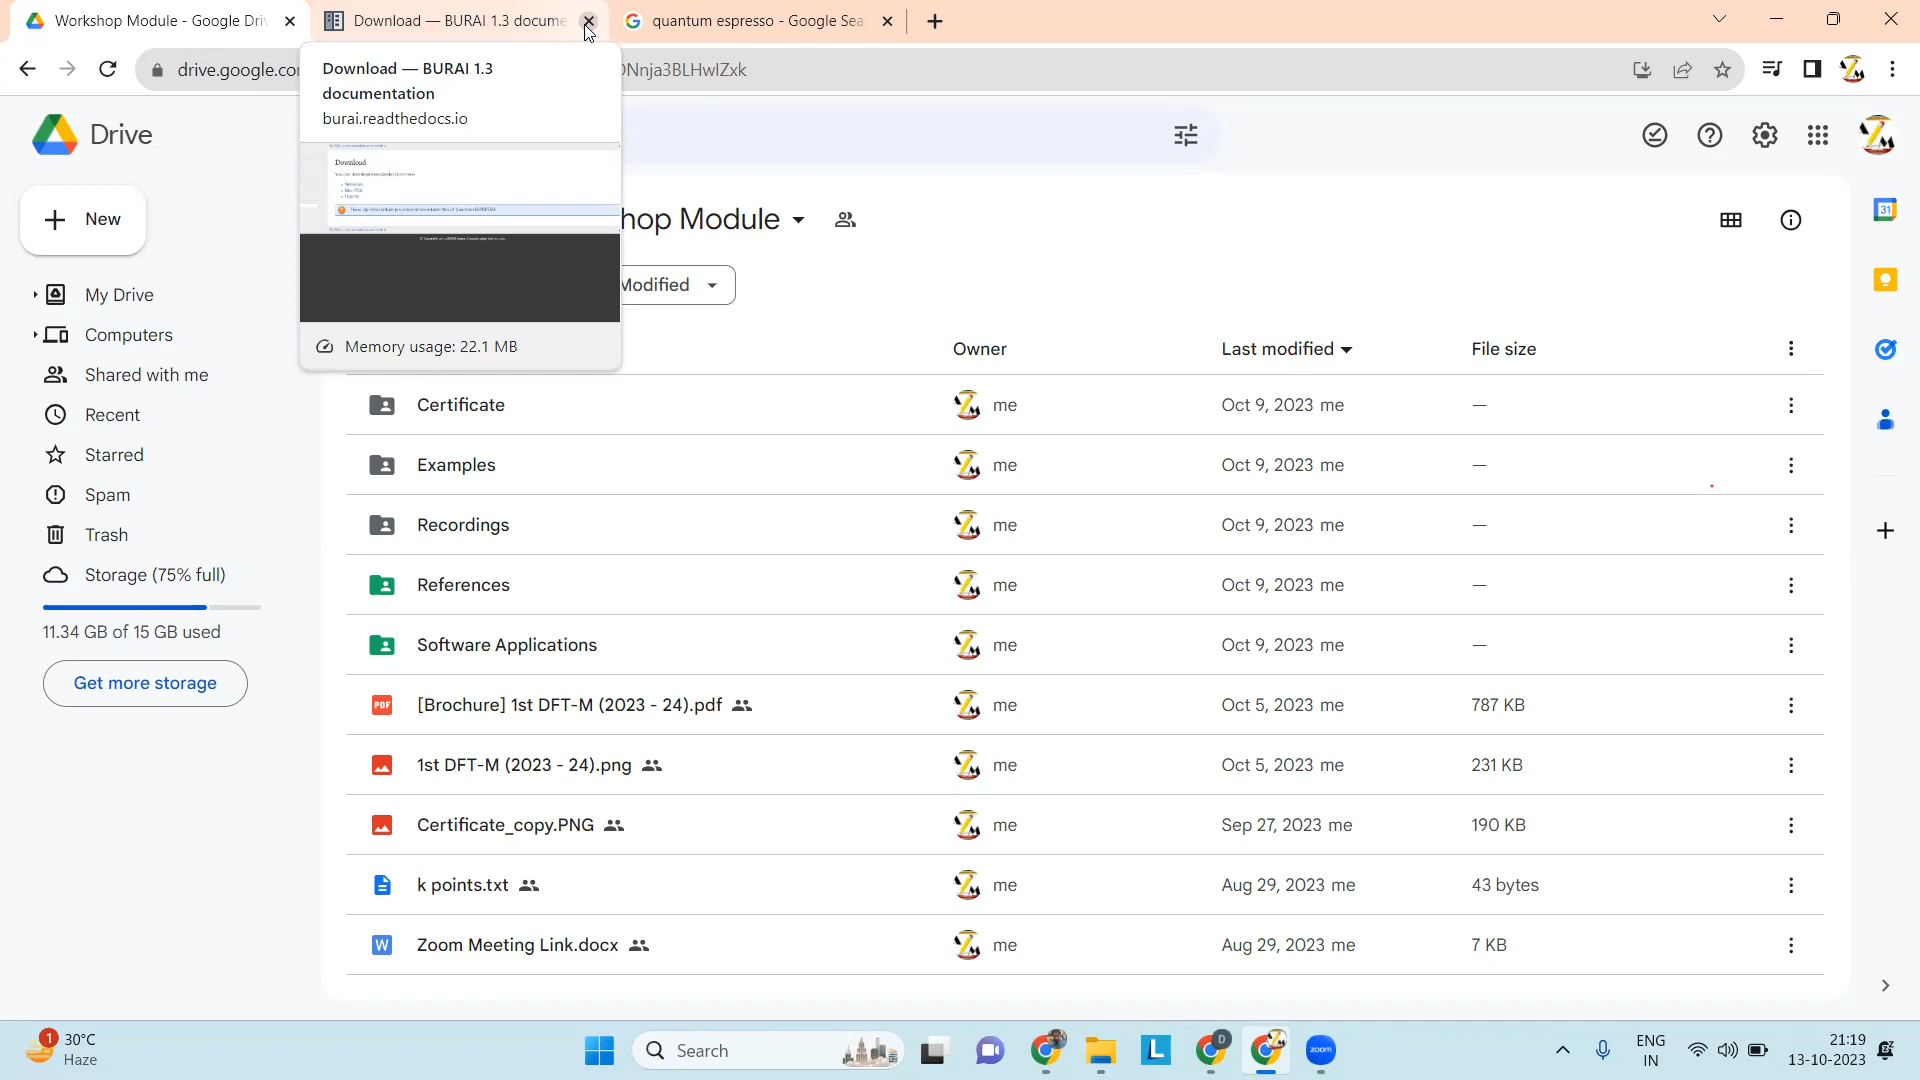 Workshop Module - Google Driv
Download — BURAI 1.3 docume
quantum espresso - Google Sea
drive.google.co
Nnja3BLHwIZxk
Download — BURAI 1.3
documentation
burai.readthedocs.io
Download
Memory usage: 22.1 MB
Drive
New
hop Module
Modified
My Drive
Computers
Shared with me
Recent
Starred
Spam
Trash
Storage (75% full)
11.34 GB of 15 GB used
Get more storage
Owner Last modified File size
Certificate me Oct 9, 2023 me —
Examples me Oct 9, 2023 me —
Recordings me Oct 9, 2023 me —
References me Oct 9, 2023 me —
Software Applications me Oct 9, 2023 me —
PDF [Brochure] 1st DFT-M (2023 - 24).pdf me Oct 5, 2023 me 787 KB
1st DFT-M (2023 - 24).png me Oct 5, 2023 me 231 KB
Certificate_copy.PNG me Sep 27, 2023 me 190 KB
k points.txt me Aug 29, 2023 me 43 bytes
W Zoom Meeting Link.docx me Aug 29, 2023 me 7 KB
31
1
30°C
Haze
Search
L
D
zoom
ENG
IN
21:19
13-10-2023